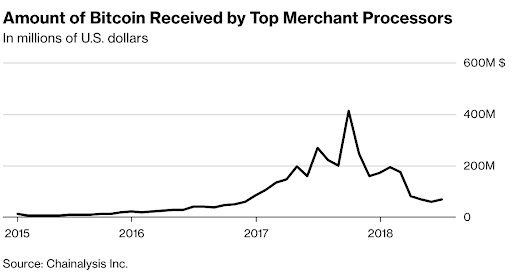 Amount of Bitcoin Received by Top Merchant Processors
In millions of U.S. dollars
600M $
400M
200M
0
2015 2016 2017 2018
Source: Chainalysis Inc.